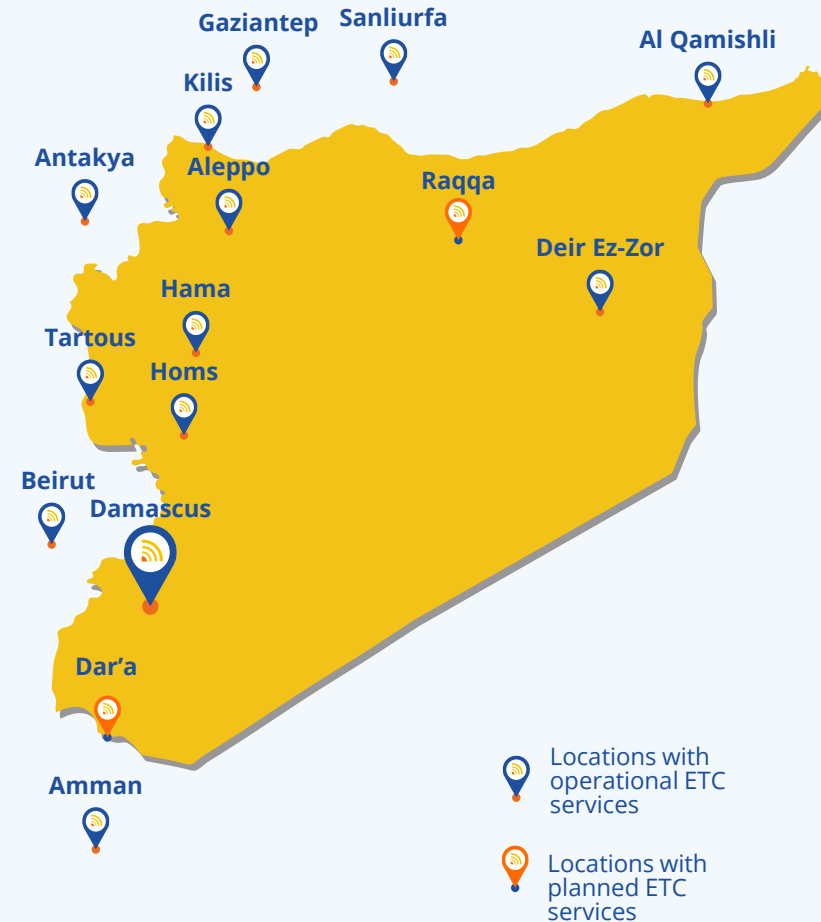 Gaziantep
Sanliurfa
Al Qamishli
Kilis
Antakya
Aleppo
Raqqa
Deir Ez-Zor
Hama
Tartous
Homs
Beirut
Damascus
Dar’a
Amman
Locations with
operational ETC
services
Locations with
planned ETC
services